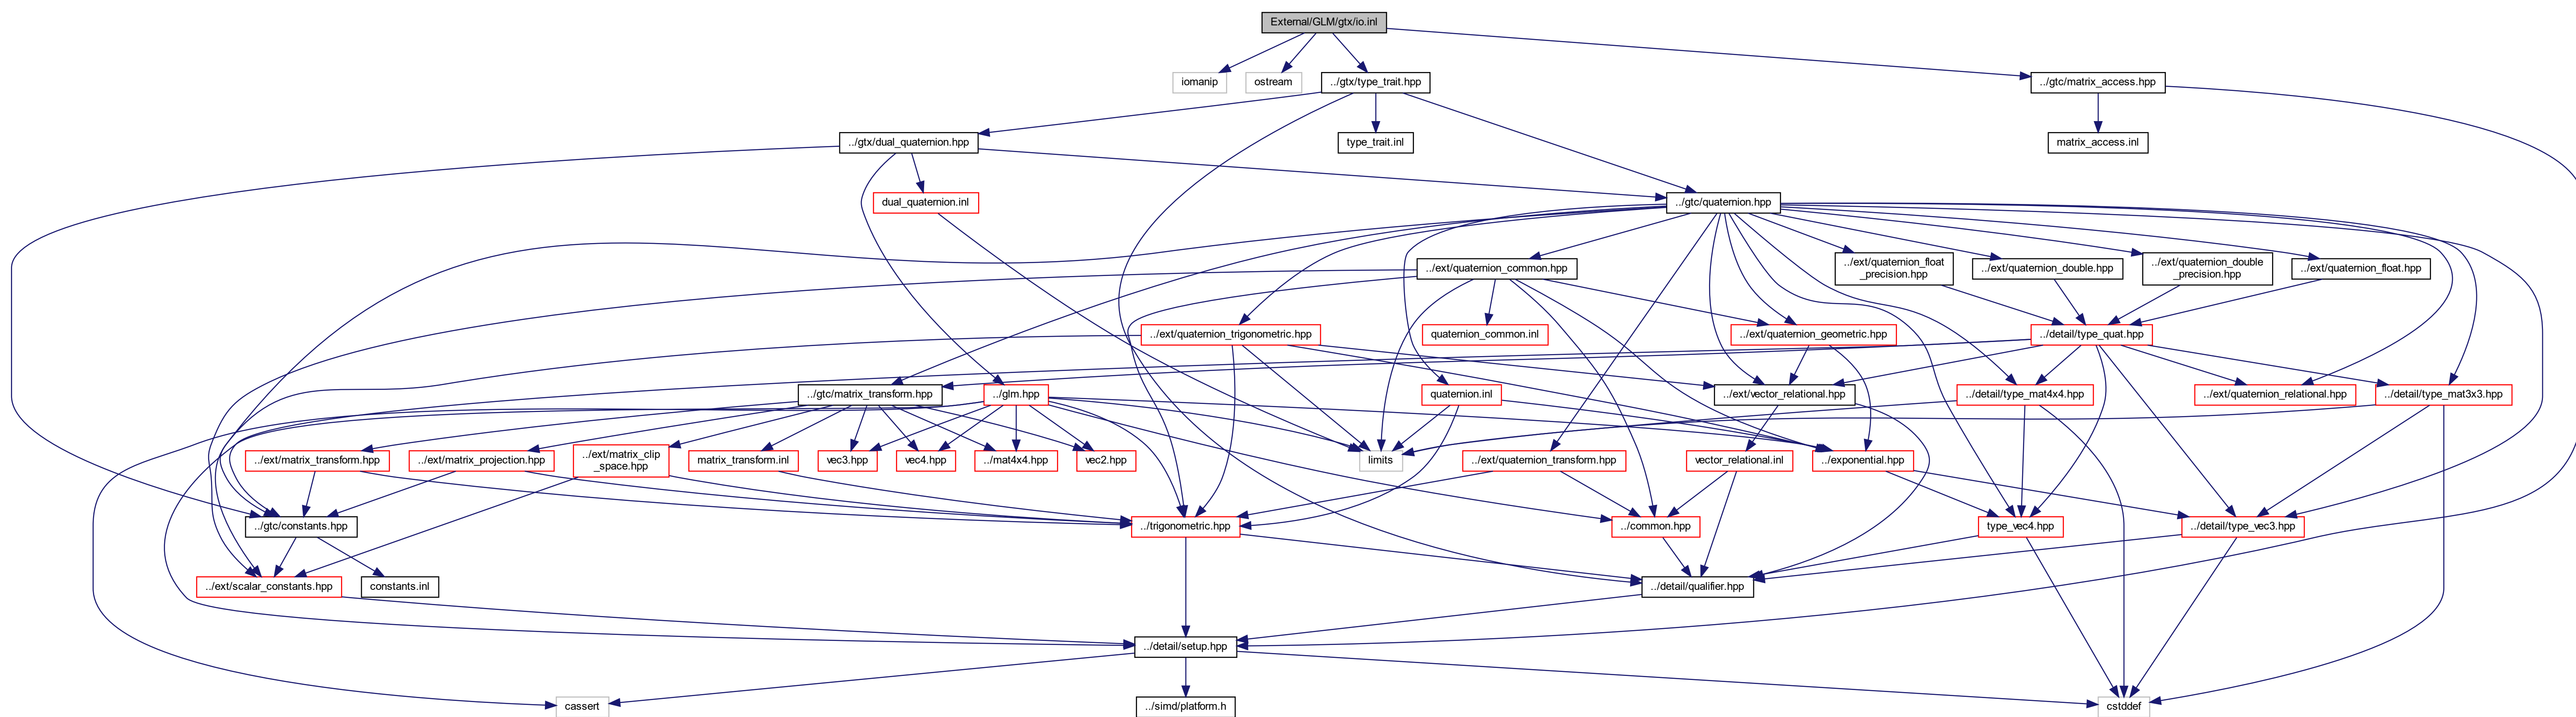 External/GLM/gtx/io.inl
iomanip
ostream
../gtx/type_trait.hpp
../gtc/matrix_access.hpp
../gtx/dual_quaternion.hpp
type_trait.inl
matrix_access.inl
dual_quaternion.inl
../gtc/quaternion.hpp
../ext/quaternion_common.hpp
../ext/quaternion_float
_precision.hpp
../ext/quaternion_double.hpp
../ext/quaternion_double
_precision.hpp
../ext/quaternion_float.hpp
../ext/quaternion_trigonometric.hpp
quaternion_common.inl
../ext/quaternion_geometric.hpp
../detail/type_quat.hpp
../gtc/matrix_transform.hpp
../glm.hpp
quaternion.inl
../ext/vector_relational.hpp
../detail/type_mat4x4.hpp
../ext/quaternion_relational.hpp
../detail/type_mat3x3.hpp
../ext/matrix_transform.hpp
../ext/matrix_projection.hpp
../ext/matrix_clip
_space.hpp
matrix_transform.inl
vec3.hpp
vec4.hpp
../mat4x4.hpp
vec2.hpp
limits
../ext/quaternion_transform.hpp
vector_relational.inl
../exponential.hpp
../gtc/constants.hpp
../trigonometric.hpp
../common.hpp
type_vec4.hpp
../detail/type_vec3.hpp
../ext/scalar_constants.hpp
constants.inl
../detail/qualifier.hpp
../detail/setup.hpp
cassert
../simd/platform.h
cstddef